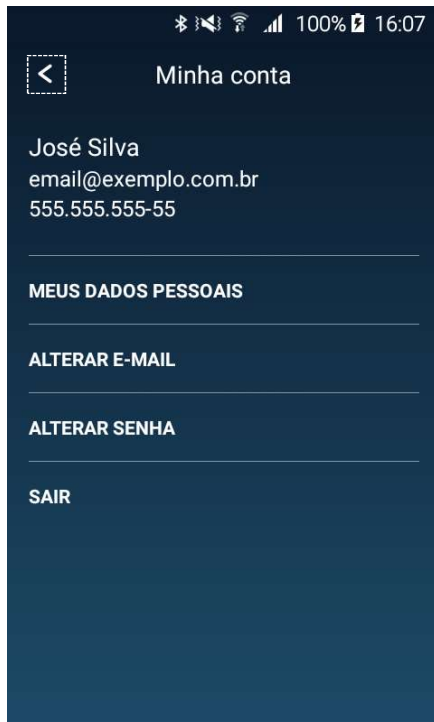 100% 16:07
Minha conta
José Silva
email@exemplo.com.br
555.555.555-55
MEUS DADOS PESSOAIS
ALTERAR E-MAIL
ALTERAR SENHA
SAIR